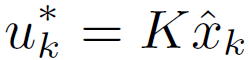 $u_k^* = K\hat{x}_k$